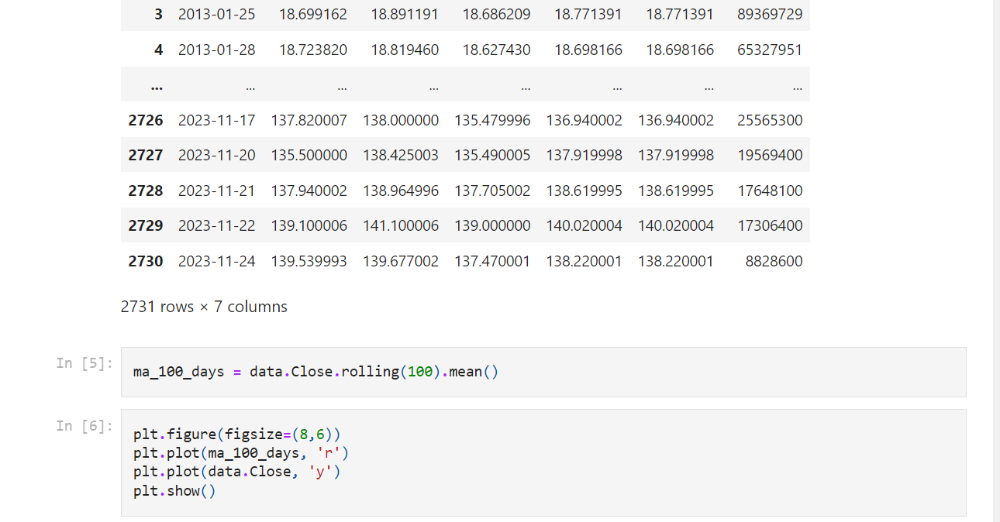 3 2013-01-25 18.699162 18.891191 18.686209 18.771391 18.771391 89369729
4 2013-01-28 18.723820 18.819460 18.627430 18.698166 18.698166 65327951
... ... ... ... ... ... ... ...
2726 2023-11-17 137.820007 138.000000 135.479996 136.940002 136.940002 25565300
2727 2023-11-20 135.500000 138.425003 135.490005 137.919998 137.919998 19569400
2728 2023-11-21 137.940002 138.964996 137.705002 138.619995 138.619995 17648100
2729 2023-11-22 139.100006 141.100006 139.000000 140.020004 140.020004 17306400
2730 2023-11-24 139.539993 139.677002 137.470001 138.220001 138.220001 8828600
2731 rows × 7 columns
In [5]: ma_100_days = data.Close.rolling(100).mean()
In [6]: plt.figure(figsize=(8,6))
plt.plot(ma_100_days, 'r')
plt.plot(data.Close, 'y')
plt.show()